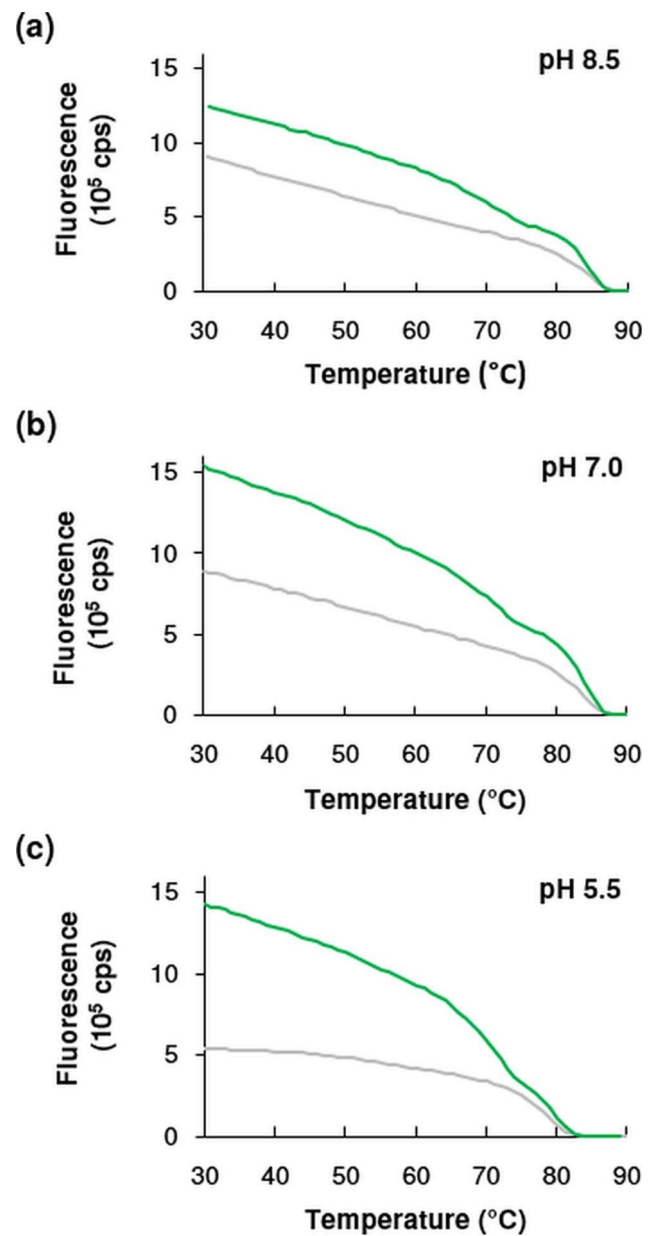 (a)
pH 8.5
Fluorescence
(10⁵ cps)
15
10
5
0
30 40 50 60 70 80 90
Temperature (°C)
(b)
pH 7.0
Fluorescence
(10⁵ cps)
15
10
5
0
30 40 50 60 70 80 90
Temperature (°C)
(c)
pH 5.5
Fluorescence
(10⁵ cps)
15
10
5
0
30 40 50 60 70 80 90
Temperature (°C)